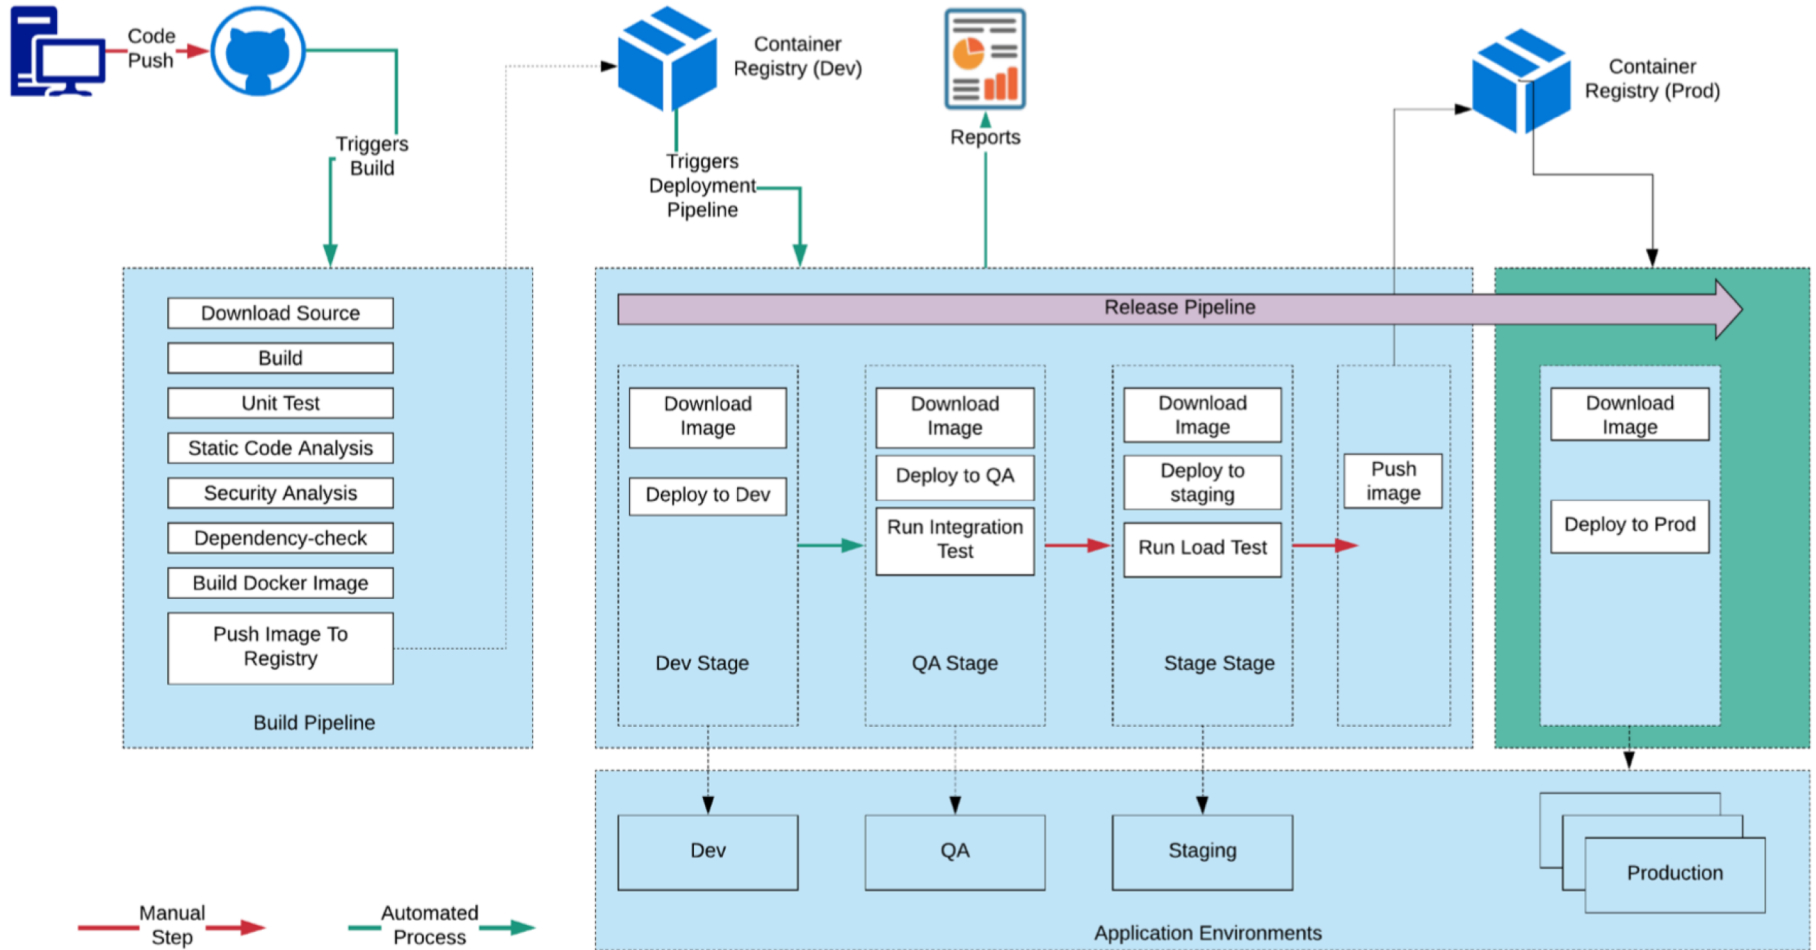 Code
Push
Triggers
Build
Container
Registry (Dev)
Triggers
Deployment
Pipeline
Reports
Container
Registry (Prod)
Download Source
Build
Unit Test
Static Code Analysis
Security Analysis
Dependency-check
Build Docker Image
Push Image To
Registry
Build Pipeline
Release Pipeline
Download
Image
Deploy to Dev
Dev Stage
Download
Image
Deploy to QA
Run Integration
Test
QA Stage
Download
Image
Deploy to
staging
Run Load Test
Stage Stage
Push
image
Download
Image
Deploy to Prod
Dev
QA
Staging
Production
Application Environments
Manual
Step
Automated
Process